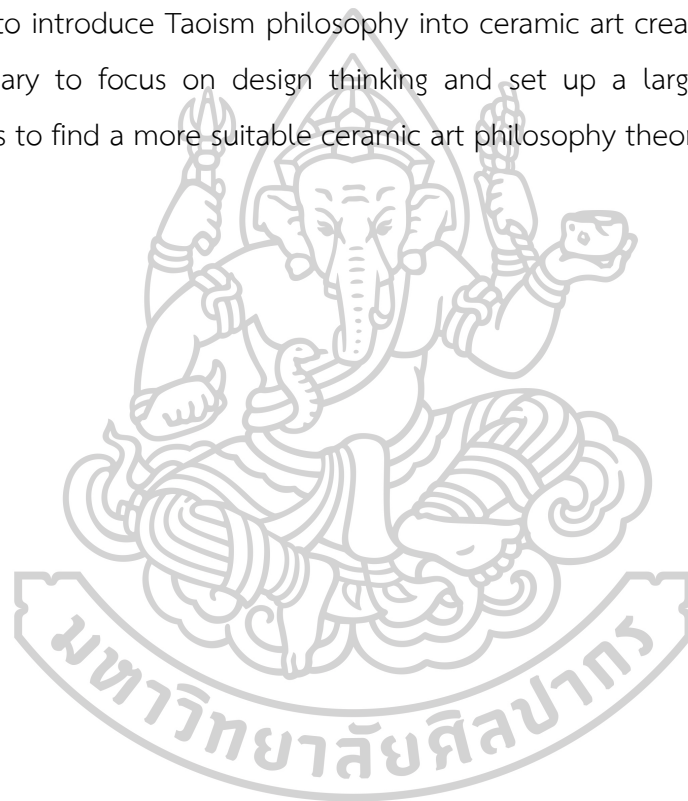 to introduce Taoism philosophy into ceramic art crea
ary to focus on design thinking and set up a larg
s to find a more suitable ceramic art philosophy theor
มหาวิทยาลัยศิลปากร